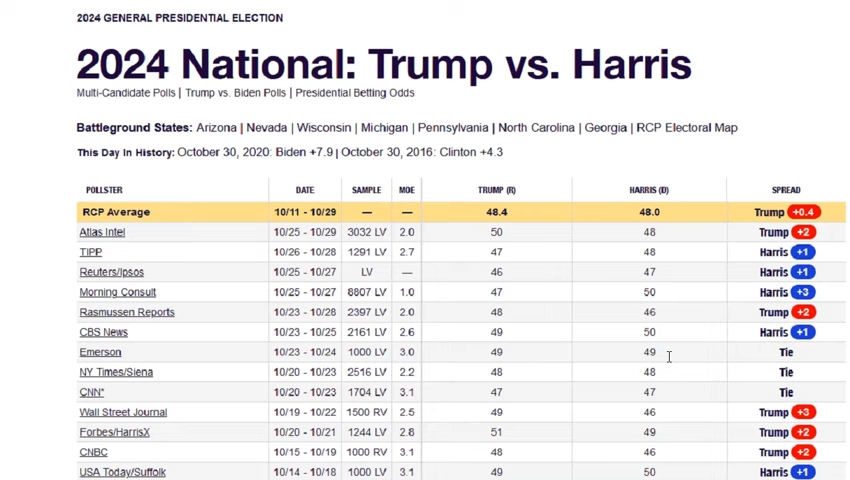 2024 GENERAL PRESIDENTIAL ELECTION
2024 National: Trump vs. Harris
Multi-Candidate Polls | Trump vs. Biden Polls | Presidential Betting Odds
Battleground States: Arizona | Nevada | Wisconsin | Michigan | Pennsylvania | North Carolina | Georgia | RCP Electoral Map
This Day In History: October 30, 2020: Biden +7.9 | October 30, 2016: Clinton +4.3
POLLSTER DATE SAMPLE MOE TRUMP (R) HARRIS (D) SPREAD
RCP Average 10/11 - 10/29 — — 48.4 48.0 Trump +0.4
Atlas Intel 10/25 - 10/29 3032 LV 2.0 50 48 Trump +2
TIPP 10/26 - 10/28 1291 LV 2.7 47 48 Harris +1
Reuters/Ipsos 10/25 - 10/27 LV — 46 47 Harris +1
Morning Consult 10/25 - 10/27 8807 LV 1.0 47 50 Harris +3
Rasmussen Reports 10/23 - 10/28 2397 LV 2.0 48 46 Trump +2
CBS News 10/23 - 10/25 2161 LV 2.6 49 50 Harris +1
Emerson 10/23 - 10/24 1000 LV 3.0 49 49 Tie
NY Times/Siena 10/20 - 10/23 2516 LV 2.2 48 48 Tie
CNN* 10/20 - 10/23 1704 LV 3.1 47 47 Tie
Wall Street Journal 10/19 - 10/22 1500 RV 2.5 49 46 Trump +3
Forbes/HarrisX 10/20 - 10/21 1244 LV 2.8 51 49 Trump +2
CNBC 10/15 - 10/19 1000 RV 3.1 48 46 Trump +2
USA Today/Suffolk 10/14 - 10/18 1000 LV 3.1 49 50 Harris +1